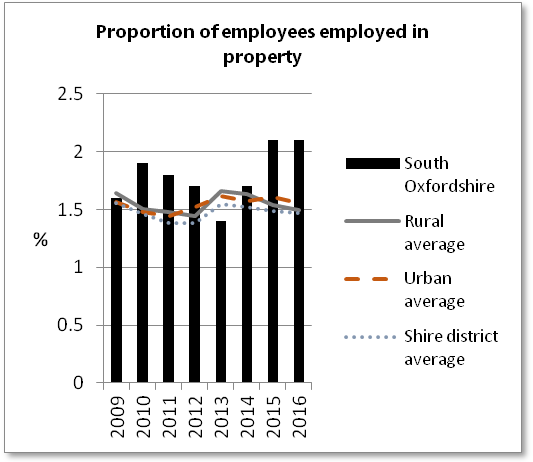 Proportion of employees employed in
property
2.5
2
1.5
1
0.5
0
%
2009
2010
2011
2012
2013
2014
2015
2016
South
Oxfordshire
Rural
average
Urban
average
Shire district
average